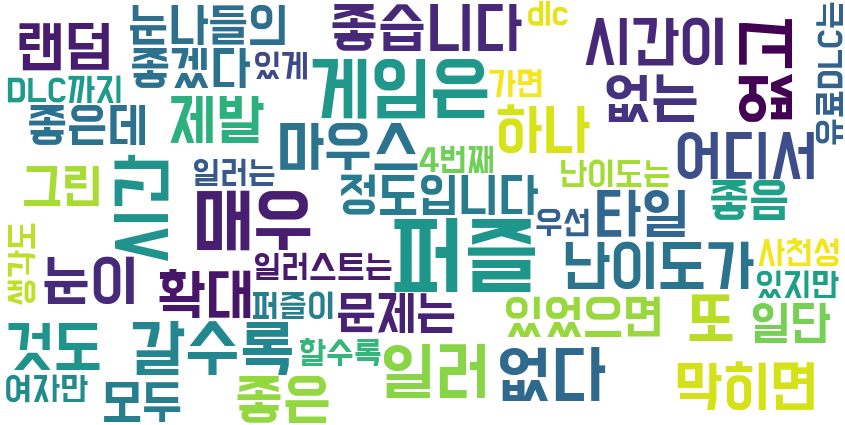 눈나들의 좋습니다 dlc 시간이 고봅 유료DLC는
랜덤 좋겠다 있게 게임은 가면 없는
DLC까지 좋은데 제발 마우스 하나 어디서
그린 시간 일러는 4번째 정도입니다 난이도는 좋음
매우 퍼즐 우선 타일
생각도 눈이 확대 일러스트는 난이도가 사천성 있지만
퍼즐이 문제는 있었으면 또 일단
것도 갈수록 할수록 일러 없다 막히면
여자만 모두 좋은